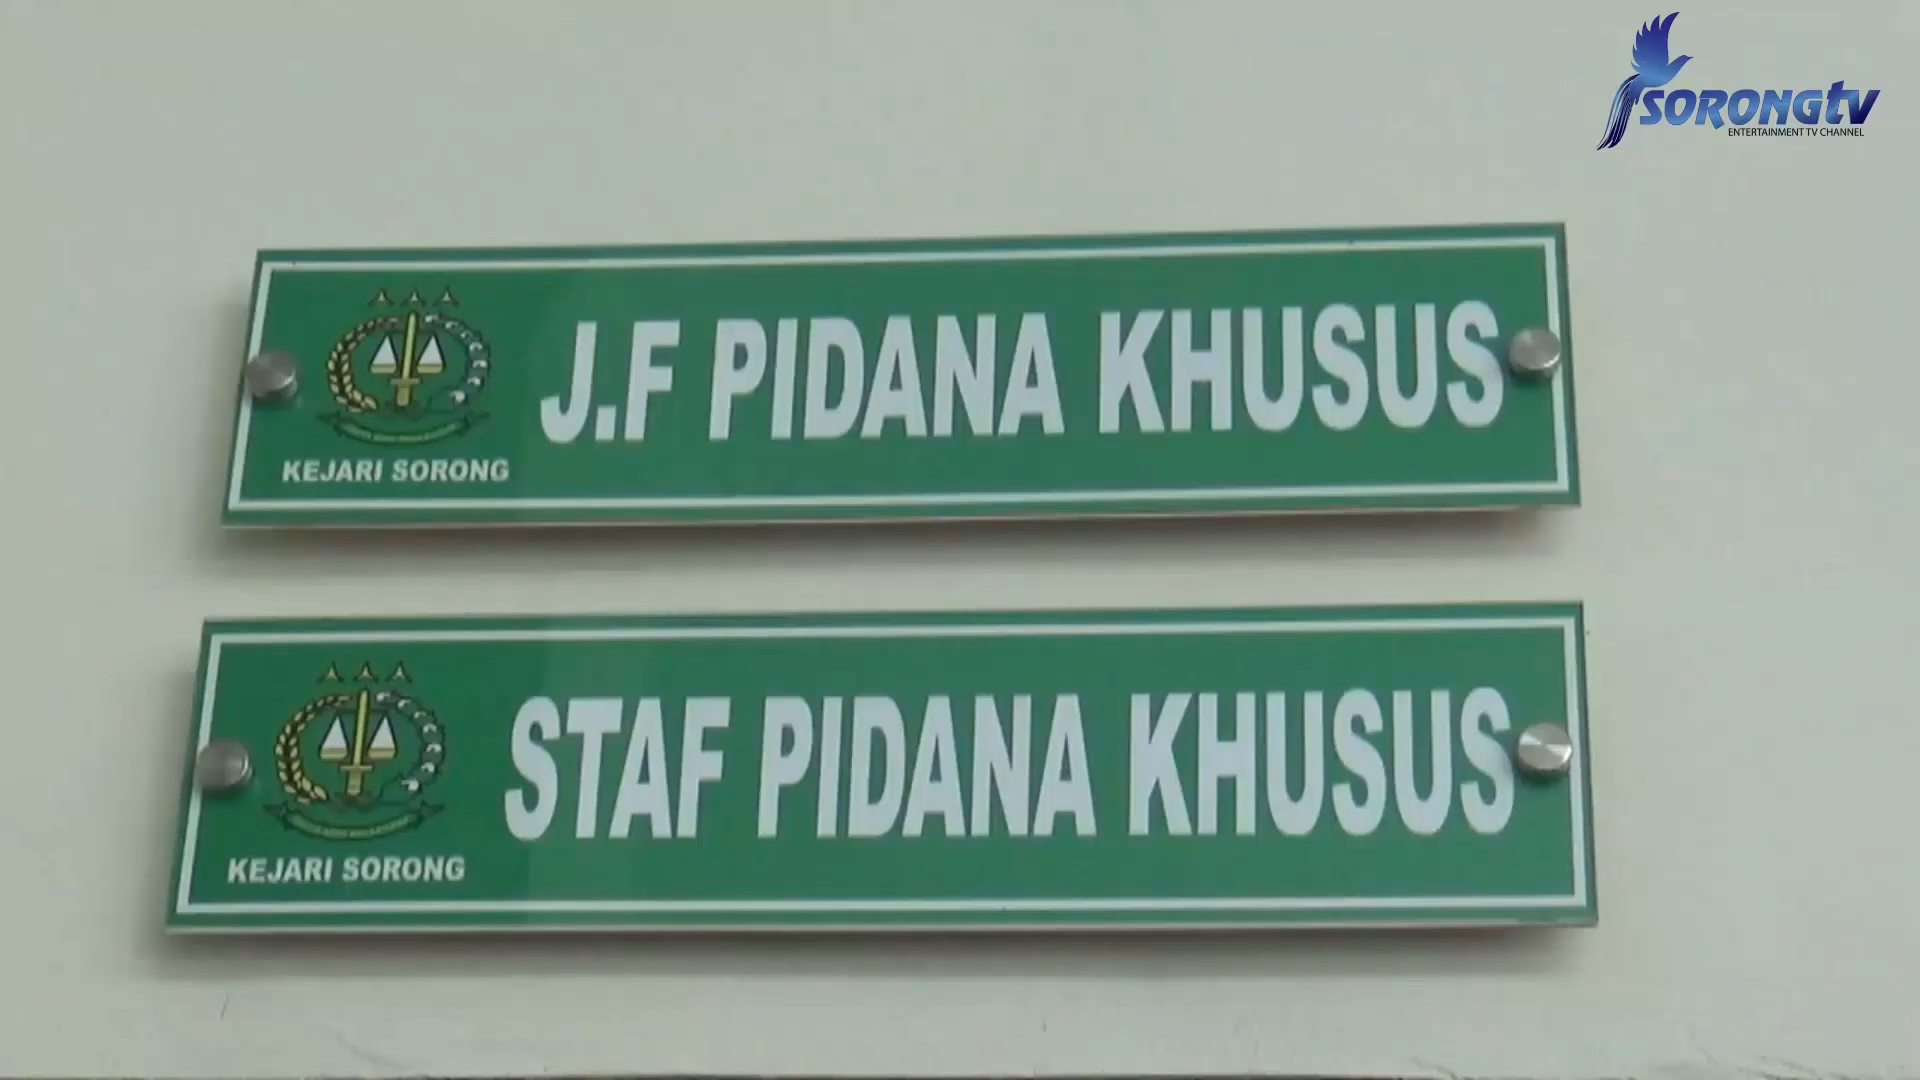 SORONGtv
ENTERTAINMENT TV CHANNEL
J.F PIDANA KHUSUS
KEJARI SORONG
STAF PIDANA KHUSUS
KEJARI SORONG